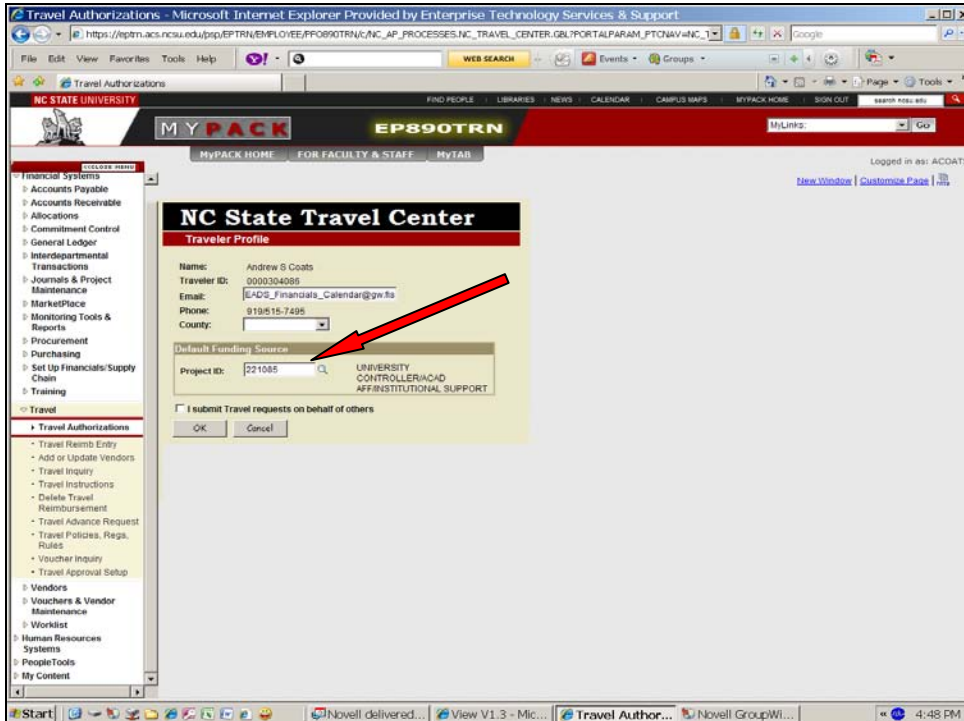 Travel Authorizations - Microsoft Internet Explorer Provided by Enterprise Technology Services & Support
https://eptrn.acs.ncsu.edu/psp/EPTRN/EMPLOYEE/PFO890TRN/c/NC_AP_PROCESSES.NC_TRAVEL_CENTER.GBL?PORTALPARAM_PTCNAV=NC_T
Google
File Edit View Favorites Tools Help
WEB SEARCH
Events
Groups
Travel Authorizations
Page
Tools
NC STATE UNIVERSITY
FIND PEOPLE LIBRARIES NEWS CALENDAR CAMPUS MAPS MYPACK HOME SIGN OUT
search ncsu.edu
MYPACK
EP890TRN
MyLinks:
Go
MyPACK HOME
FOR FACULTY & STAFF
MyTAB
Logged in as: ACOAT
New Window | Customize Page |
CLOSE MENU
Financial Systems
Accounts Payable
Accounts Receivable
Allocations
Commitment Control
General Ledger
Interdepartmental
Transactions
Journals & Project
Maintenance
MarketPlace
Monitoring Tools &
Reports
Procurement
Purchasing
Set Up Financials/Supply
Chain
Training
Travel
Travel Authorizations
Travel Reimb Entry
Add or Update Vendors
Travel Inquiry
Travel Instructions
Delete Travel
Reimbursement
Travel Advance Request
Travel Policies, Regs,
Rules
Voucher Inquiry
Travel Approval Setup
Vendors
Vouchers & Vendor
Maintenance
Worklist
Human Resources
Systems
PeopleTools
My Content
NC State Travel Center
Traveler Profile
Name: Andrew S Coats
Traveler ID: 0000304085
Email: EADS_Financials_Calendar@gw.fis
Phone: 919/515-7495
County:
Default Funding Source
Project ID: 221085
UNIVERSITY
CONTROLLER/ACAD
AFF/INSTITUTIONAL SUPPORT
I submit Travel requests on behalf of others
OK
Cancel
Start
Novell delivered...
View V1.3 - Mic...
Travel Author...
Novell GroupWi...
4:48 PM